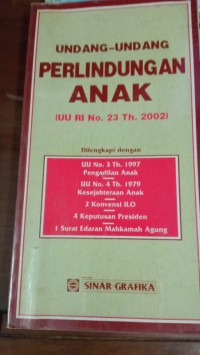 UNDANG-UNDANG
PERLINDUNGAN
ANAK
(UU RI No. 23 Th. 2002)
Dilengkapi dengan
UU No. 3 Th. 1997
Pengadilan Anak
UU No. 4 Th. 1979
Kesejahteraan Anak
2 Konvensi ILO
4 Keputusan Presiden
1 Surat Edaran Mahkamah Agung
SINAR GRAFIKA